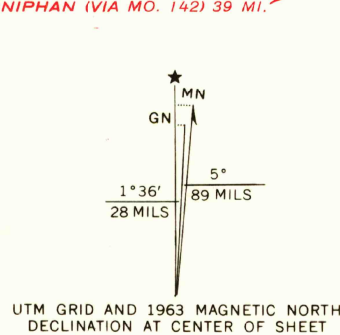 NIPHAN (VIA MO. 142) 39 MI.
★
MN
GN
5°
89 MILS
1°36′
28 MILS
UTM GRID AND 1963 MAGNETIC NORTH
DECLINATION AT CENTER OF SHEET